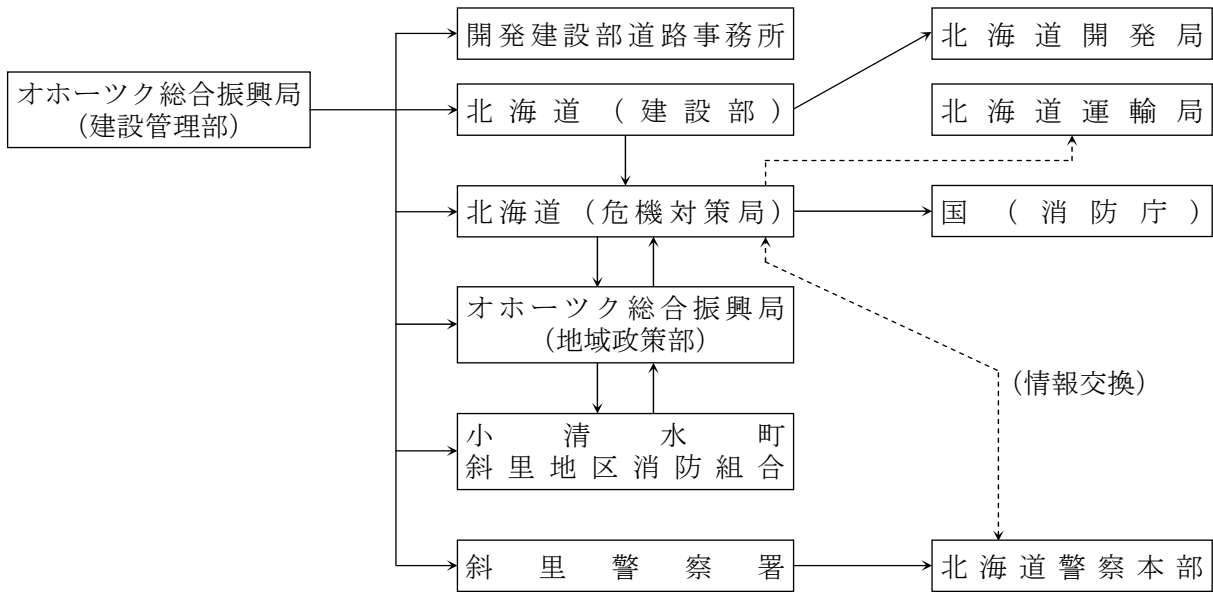 開発建設部道路事務所
北海道開発局
オホーツク総合振興局
（建設管理部）
北海道（建設部）
北海道運輸局
北海道（危機対策局）
国（消防庁）
オホーツク総合振興局
（地域政策部）
（情報交換）
小清水町
斜里地区消防組合
斜里警察署
北海道警察本部